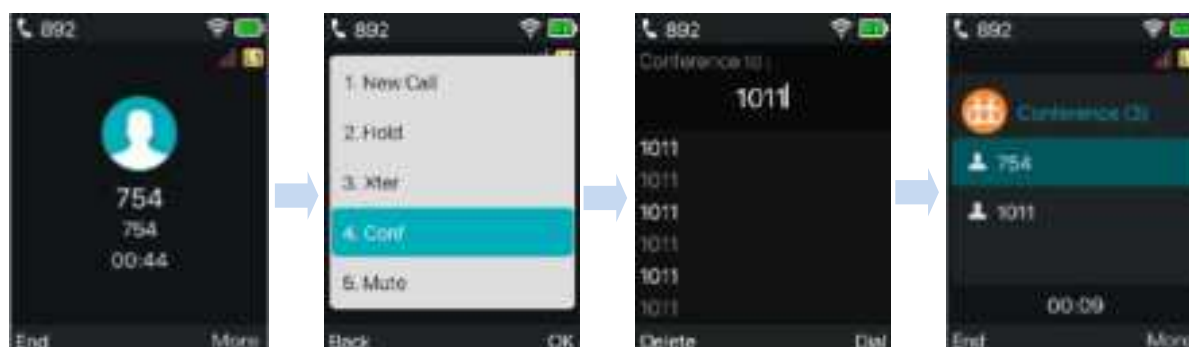 892
754
754
00:44
End
More
892
1. New Call
2. Hold
3. Xfer
4. Conf
5. Mute
Back
OK
892
Conference to :
1011
1011
1011
1011
1011
1011
1011
Delete
Dial
892
Conference (3)
754
1011
00:09
End
More